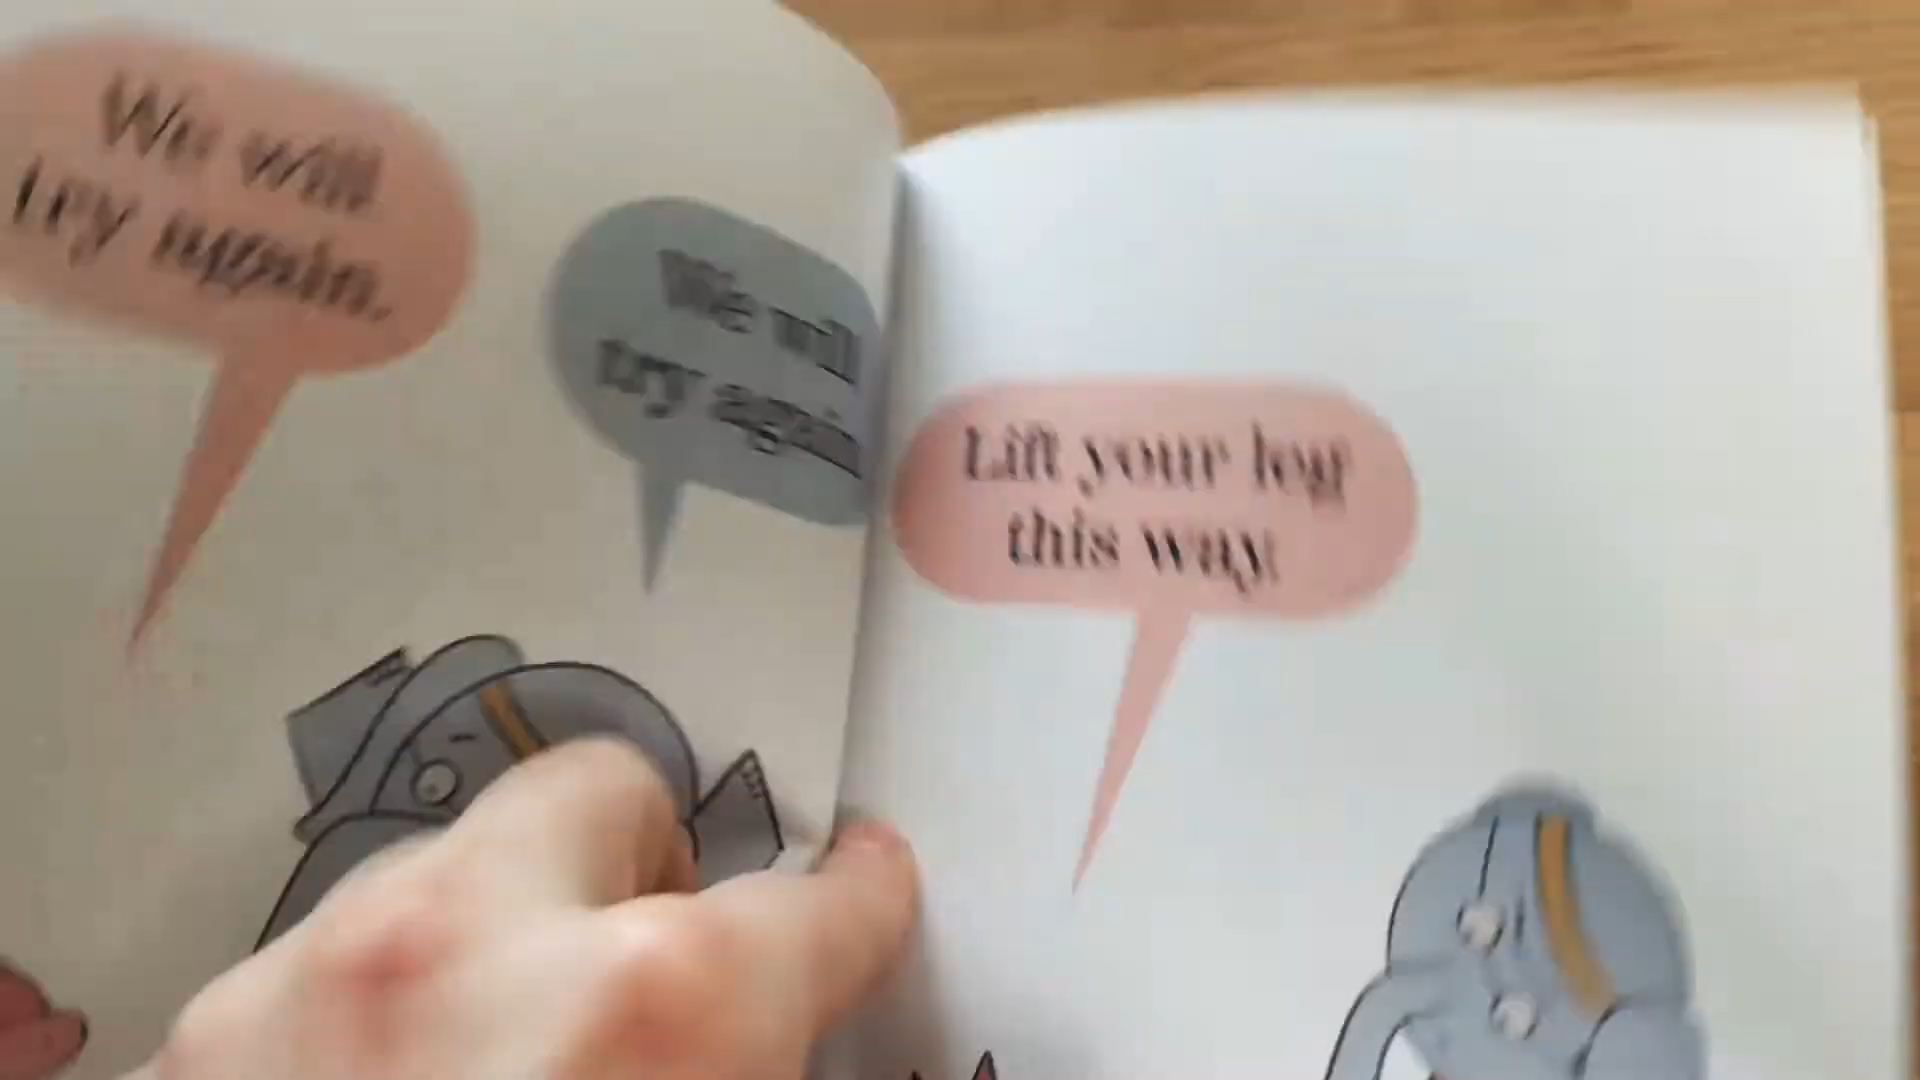 We will
try again.
We will
try again
Lift your leg
this way.